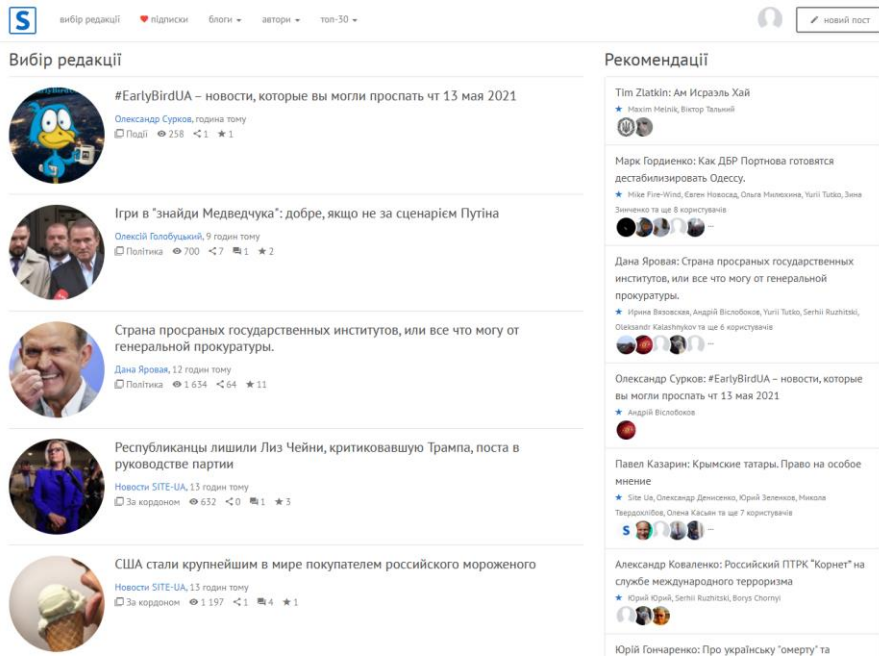 S
вибір редакції
підписки
блоги
автори
топ-30
новий пост
Вибір редакції
#EarlyBirdUA – новости, которые вы могли проспать чт 13 мая 2021
Олександр Сурков, година тому
Події 258 1 1
Ігри в "знайди Медведчука": добре, якщо не за сценарієм Путіна
Олексій Голобуцький, 9 годин тому
Політика 700 7 1 2
Страна просраных государственных институтов, или все что могу от
генеральной прокуратуры.
Дана Яровая, 12 годин тому
Політика 1 634 64 11
Республиканцы лишили Лиз Чейни, критиковавшую Трампа, поста в
руководстве партии
Новости SITE-UA, 13 годин тому
За кордоном 632 0 1 3
США стали крупнейшим в мире покупателем российского мороженого
Новости SITE-UA, 13 годин тому
За кордоном 1 197 1 4 1
Рекомендації
Tim Zlatkin: Ам Исраэль Хай
Maxim Melnik, Віктор Тальний
Марк Гордиенко: Как ДБР Портнова готовятся
дестабилизировать Одессу.
Mike Fire-Wind, Євген Новосад, Ольга Милюхина, Yurii Tutko, Зина
Зинченко та ще 8 користувачів
Дана Яровая: Страна просраных государственных
институтов, или все что могу от генеральной
прокуратуры.
Ирина Вязовская, Андрій Віслобоков, Yurii Tutko, Serhii Ruzhitski,
Oleksandr Kalashnykov та ще 6 користувачів
Олександр Сурков: #EarlyBirdUA – новости, которые
вы могли проспать чт 13 мая 2021
Андрій Віслобоков
Павел Казарин: Крымские татары. Право на особое
мнение
Site Ua, Олександр Денисенко, Юрий Зеленков, Микола
Твердохлібов, Олена Касьян та ще 7 користувачів
Александр Коваленко: Российский ПТРК "Корнет" на
службе международного терроризма
Юрий Юрий, Serhii Ruzhitski, Borys Chornyi
Юрій Гончаренко: Про українську "омерту" та